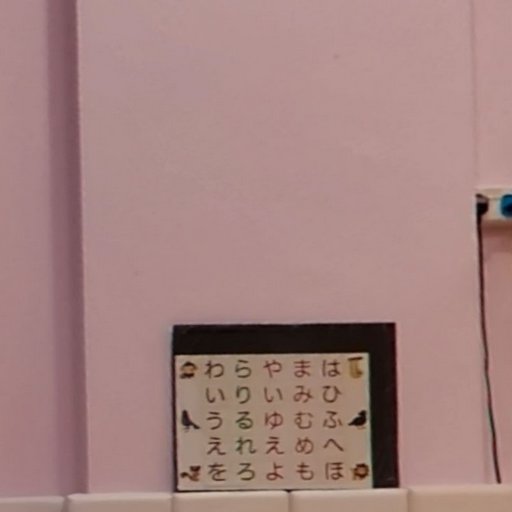 わらやまは
いりいみひ
うるゆむふ
えれえめへ
をろよもほ